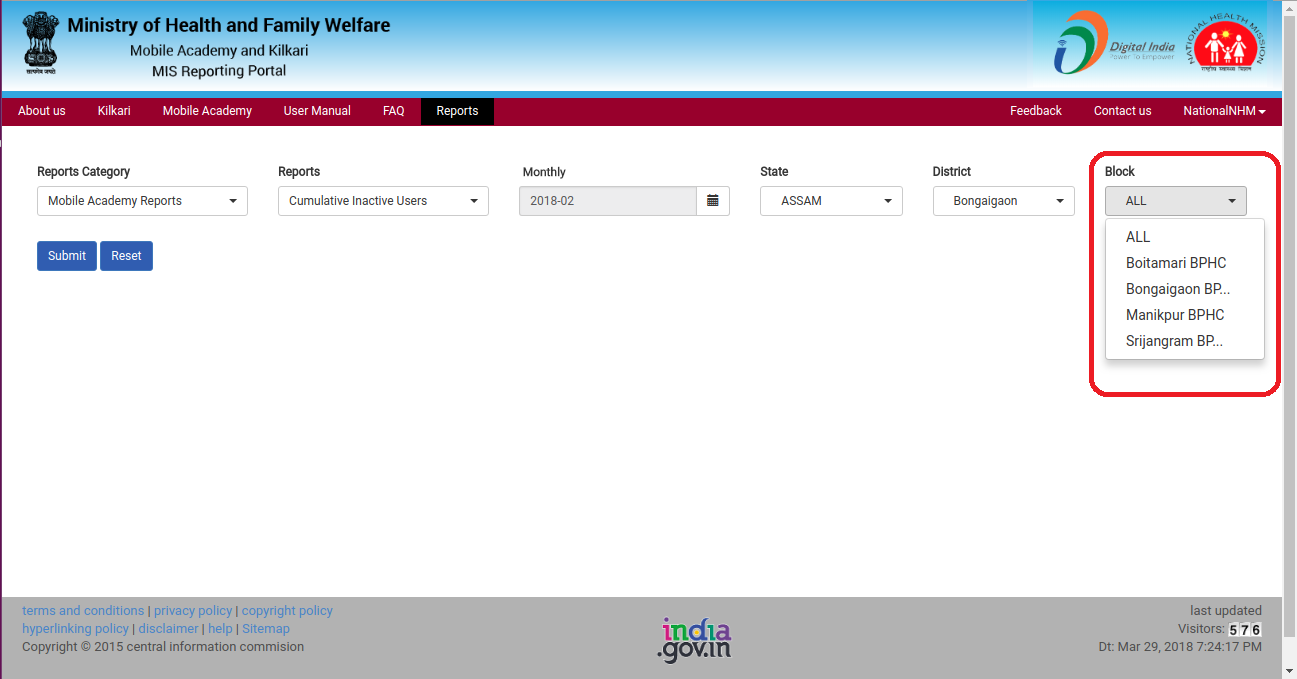 Ministry of Health and Family Welfare
Mobile Academy and Kilkari
MIS Reporting Portal
सत्यमेव जयते
Digital India
Power To Empower
NATIONAL HEALTH MISSION
राष्ट्रीय स्वास्थ्य मिशन
About us Kilkari Mobile Academy User Manual FAQ Reports Feedback Contact us NationalNHM
Reports Category Reports Monthly State District Block
Mobile Academy Reports Cumulative Inactive Users 2018-02 ASSAM Bongaigaon ALL
ALL
Boitamari BPHC
Bongaigaon BP...
Manikpur BPHC
Srijangram BP...
Submit Reset
terms and conditions | privacy policy | copyright policy
hyperlinking policy | disclaimer | help | Sitemap
Copyright © 2015 central information commision
india
.gov.in
last updated
Visitors: 576
Dt: Mar 29, 2018 7:24:17 PM